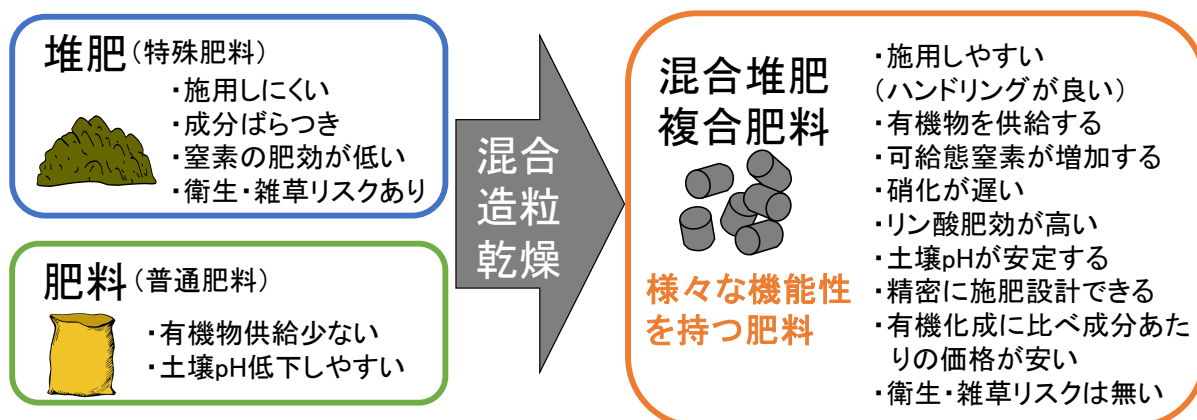 堆肥(特殊肥料)
・施用しにくい
・成分ばらつき
・窒素の肥効が低い
・衛生・雑草リスクあり
肥料(普通肥料)
・有機物供給少ない
・土壌pH低下しやすい
混合
造粒
乾燥
混合堆肥
複合肥料
様々な機能性
を持つ肥料
・施用しやすい
(ハンドリングが良い)
・有機物を供給する
・可給態窒素が増加する
・硝化が遅い
・リン酸肥効が高い
・土壌pHが安定する
・精密に施肥設計できる
・有機化成に比べ成分あた
りの価格が安い
・衛生・雑草リスクは無い